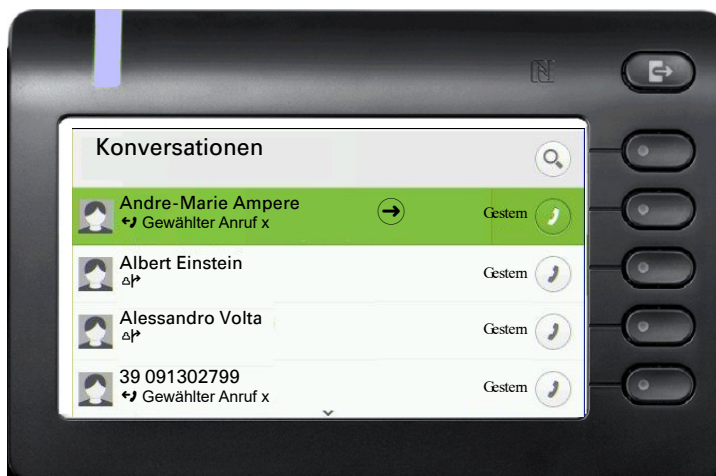 Konversationen
Andre-Marie Ampere
Gewählter Anruf x
Gestern
Albert Einstein
Gestern
Alessandro Volta
Gestern
39 091302799
Gewählter Anruf x
Gestern